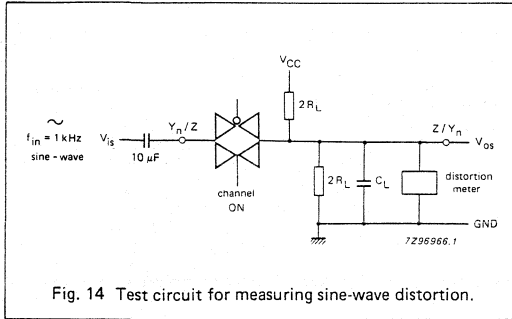 V_CC
2R_L
∼
f_in = 1 kHz
sine-wave
V_is
10 μF
Y_n/Z
channel
ON
2R_L
C_L
distortion
meter
Z/Y_n
V_os
GND
7Z96966.1
Fig. 14 Test circuit for measuring sine-wave distortion.